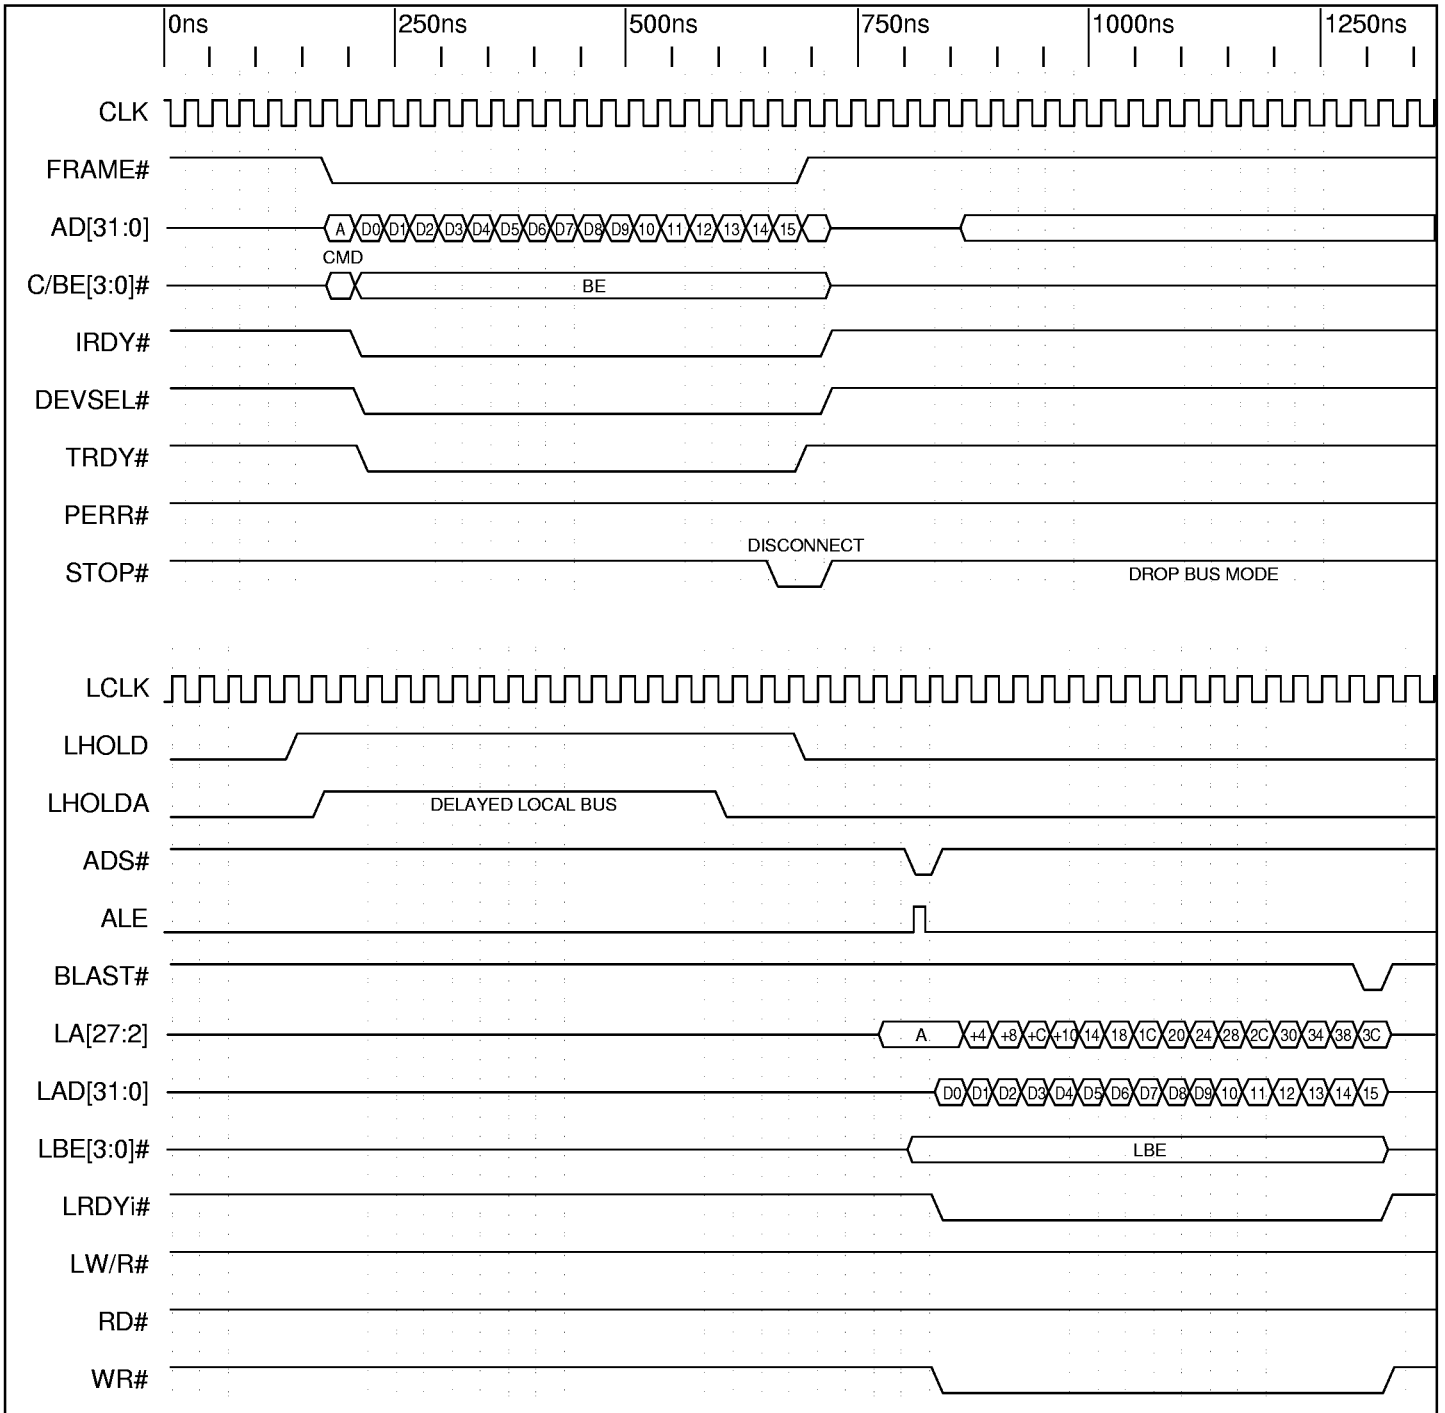 0ns 250ns 500ns 750ns 1000ns 1250ns
CLK
FRAME#
AD[31:0] A D0 D1 D2 D3 D4 D5 D6 D7 D8 D9 10 11 12 13 14 15
CMD
C/BE[3:0]# BE
IRDY#
DEVSEL#
TRDY#
PERR#
DISCONNECT
STOP# DROP BUS MODE
LCLK
LHOLD
LHOLDA DELAYED LOCAL BUS
ADS#
ALE
BLAST#
LA[27:2] A +4 +8 +C +10 14 18 1C 20 24 28 2C 30 34 38 3C
LAD[31:0] D0 D1 D2 D3 D4 D5 D6 D7 D8 D9 10 11 12 13 14 15
LBE[3:0]# LBE
LRDYi#
LW/R#
RD#
WR#